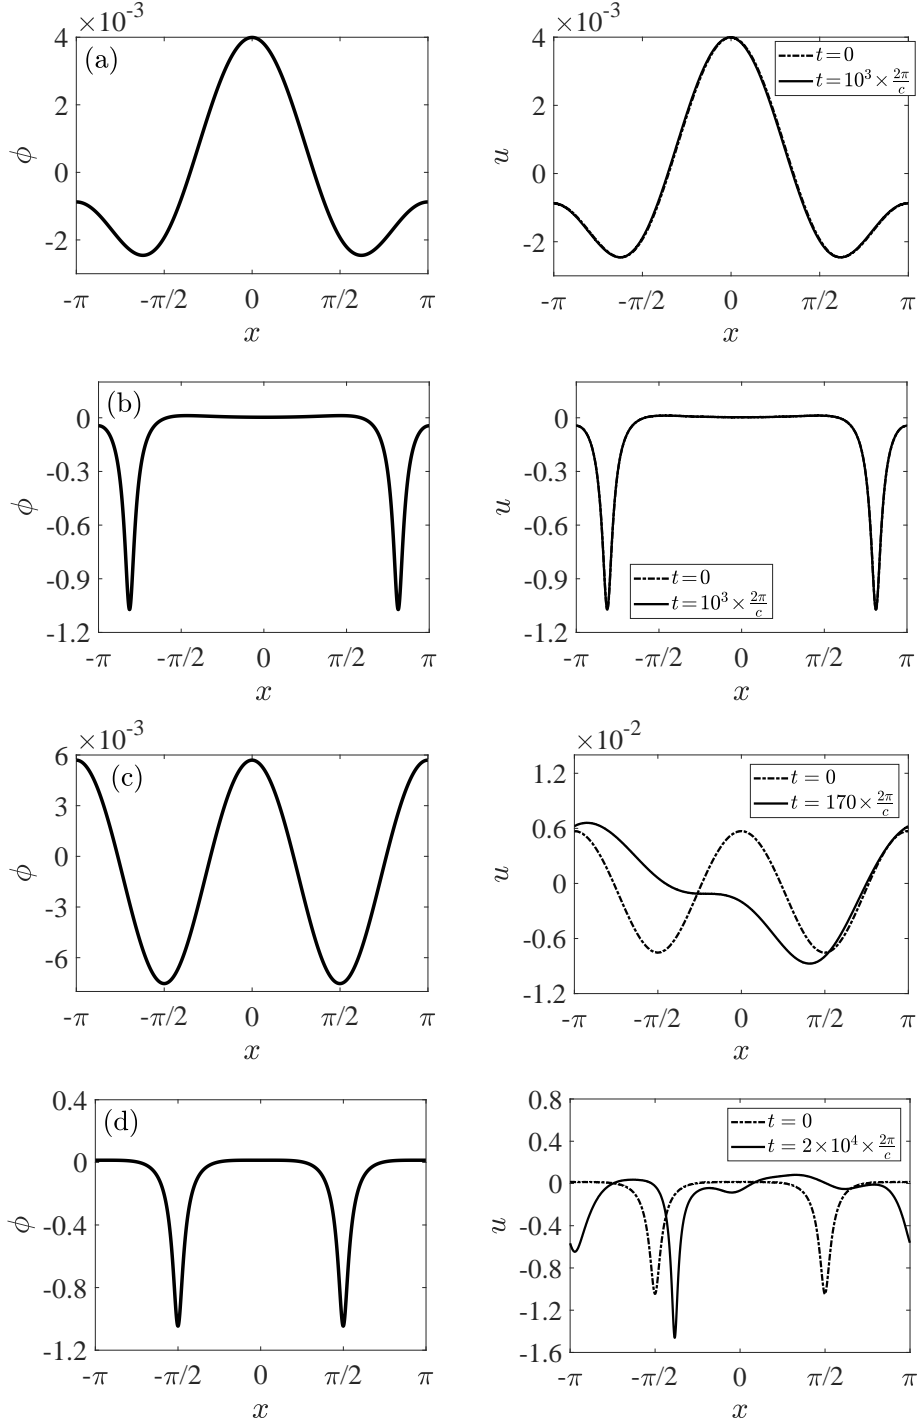 ×10⁻³ ×10⁻³
4 (a) 4 t=0
t=10³×2π/c
2 2
ϕ 0 u 0
-2 -2
-π -π/2 0 π/2 π -π -π/2 0 π/2 π
x x
(b)
0 0
-0.3 -0.3
ϕ u
-0.6 -0.6
t=0
-0.9 -0.9
t=10³×2π/c
-1.2 -1.2
-π -π/2 0 π/2 π -π -π/2 0 π/2 π
x x
×10⁻³ ×10⁻²
6 (c) 1.2 t = 0
t = 170×2π/c
3 0.6
ϕ 0 u 0
-3 -0.6
-6 -1.2
-π -π/2 0 π/2 π -π -π/2 0 π/2 π
x x
0.4 (d) 0.8 t = 0
0.4 t = 2×10⁴×2π/c
0 0
ϕ -0.4 u -0.4
-0.8 -0.8
-1.2
-1.2 -1.6
-π -π/2 0 π/2 π -π -π/2 0 π/2 π
x x